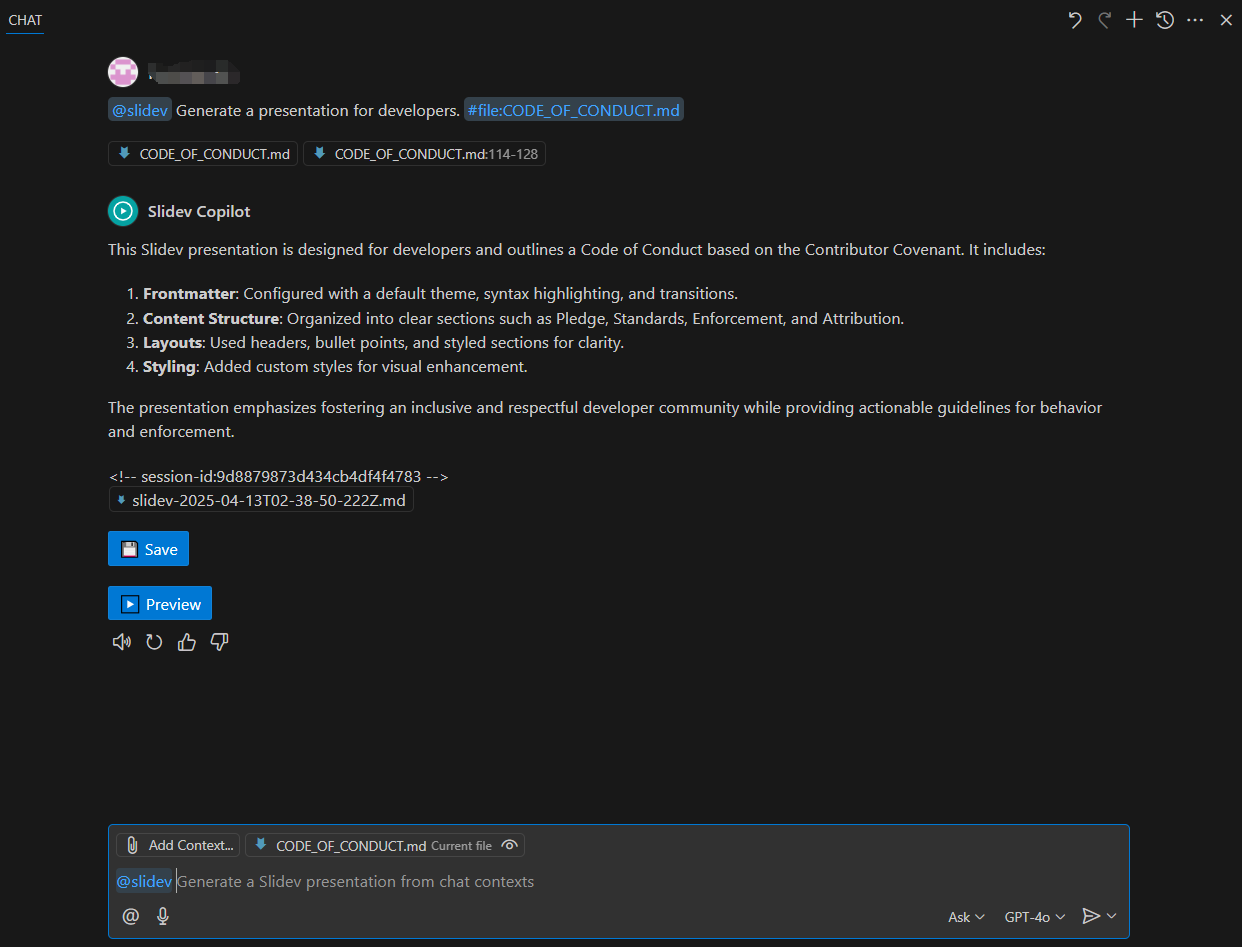 CHAT
@slidev Generate a presentation for developers. #file:CODE_OF_CONDUCT.md
CODE_OF_CONDUCT.md CODE_OF_CONDUCT.md:114-128
Slidev Copilot
This Slidev presentation is designed for developers and outlines a Code of Conduct based on the Contributor Covenant. It includes:
1. Frontmatter: Configured with a default theme, syntax highlighting, and transitions.
2. Content Structure: Organized into clear sections such as Pledge, Standards, Enforcement, and Attribution.
3. Layouts: Used headers, bullet points, and styled sections for clarity.
4. Styling: Added custom styles for visual enhancement.
The presentation emphasizes fostering an inclusive and respectful developer community while providing actionable guidelines for behavior
and enforcement.
<!-- session-id:9d8879873d434cb4df4f4783 -->
slidev-2025-04-13T02-38-50-222Z.md
Save
Preview
Add Context... CODE_OF_CONDUCT.md Current file
@slidev Generate a Slidev presentation from chat contexts
@ Ask GPT-4o